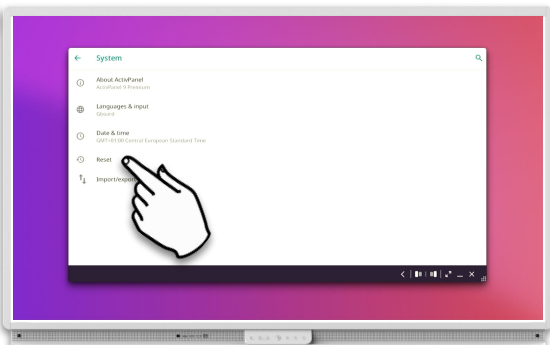 System
About ActivPanel
ActivPanel 9 Premium
Languages & input
Gboard
Date & time
GMT+01:00 Central European Standard Time
Reset
Import/export